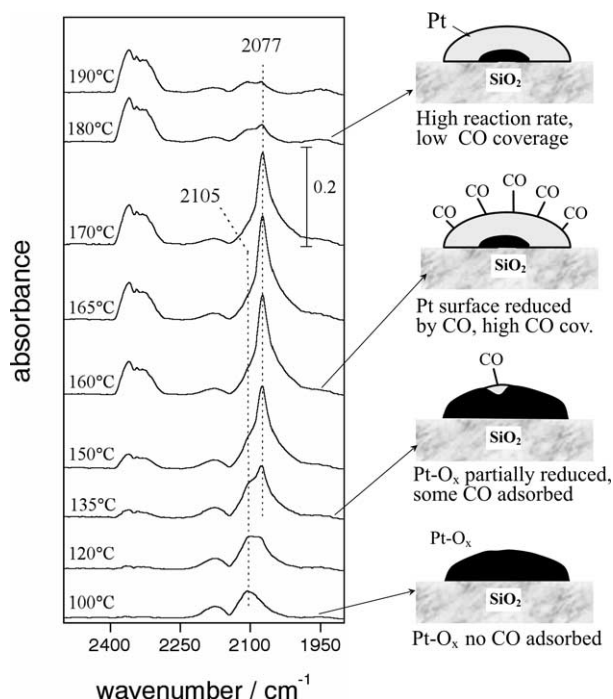 absorbance
2077
190°C
180°C
0.2
2105
170°C
165°C
160°C
150°C
135°C
120°C
100°C
2400 2250 2100 1950
wavenumber / cm⁻¹
Pt
SiO₂
High reaction rate,
low CO coverage
CO CO CO CO CO
SiO₂
Pt surface reduced
by CO, high CO cov.
CO
SiO₂
Pt-Oₓ partially reduced,
some CO adsorbed
Pt-Oₓ
SiO₂
Pt-Oₓ no CO adsorbed